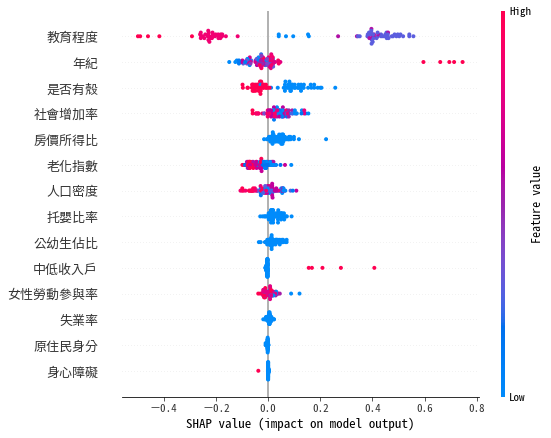 High
教育程度
年紀
是否有殼
社會增加率
房價所得比
老化指數
人口密度
托嬰比率
公幼生佔比
中低收入戶
女性勞動參與率
失業率
原住民身分
身心障礙
Feature value
Low
−0.4 −0.2 0.0 0.2 0.4 0.6 0.8
SHAP value (impact on model output)